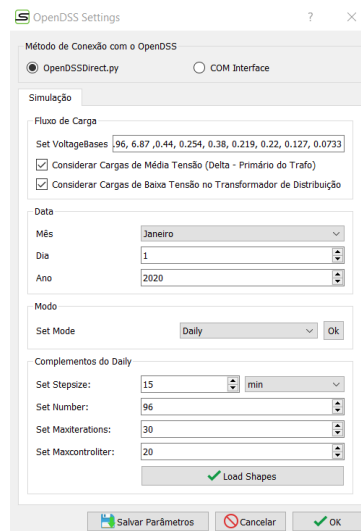 OpenDSS Settings
Método de Conexão com o OpenDSS
OpenDSSDirect.py COM Interface
Simulação
Fluxo de Carga
Set VoltageBases .96, 6.87 ,0.44, 0.254, 0.38, 0.219, 0.22, 0.127, 0.0733
Considerar Cargas de Média Tensão (Delta - Primário do Trafo)
Considerar Cargas de Baixa Tensão no Transformador de Distribuição
Data
Mês Janeiro
Dia 1
Ano 2020
Modo
Set Mode Daily Ok
Complementos do Daily
Set Stepsize: 15 min
Set Number: 96
Set Maxiterations: 30
Set Maxcontroliter: 20
Load Shapes
Salvar Parâmetros Cancelar OK